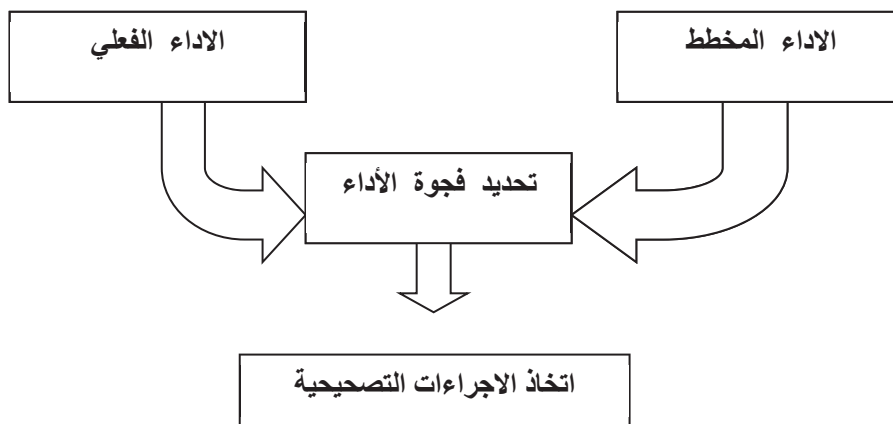 الاداء المخطط
الاداء الفعلي
تحديد فجوة الأداء
اتخاذ الاجراءات التصحيحية